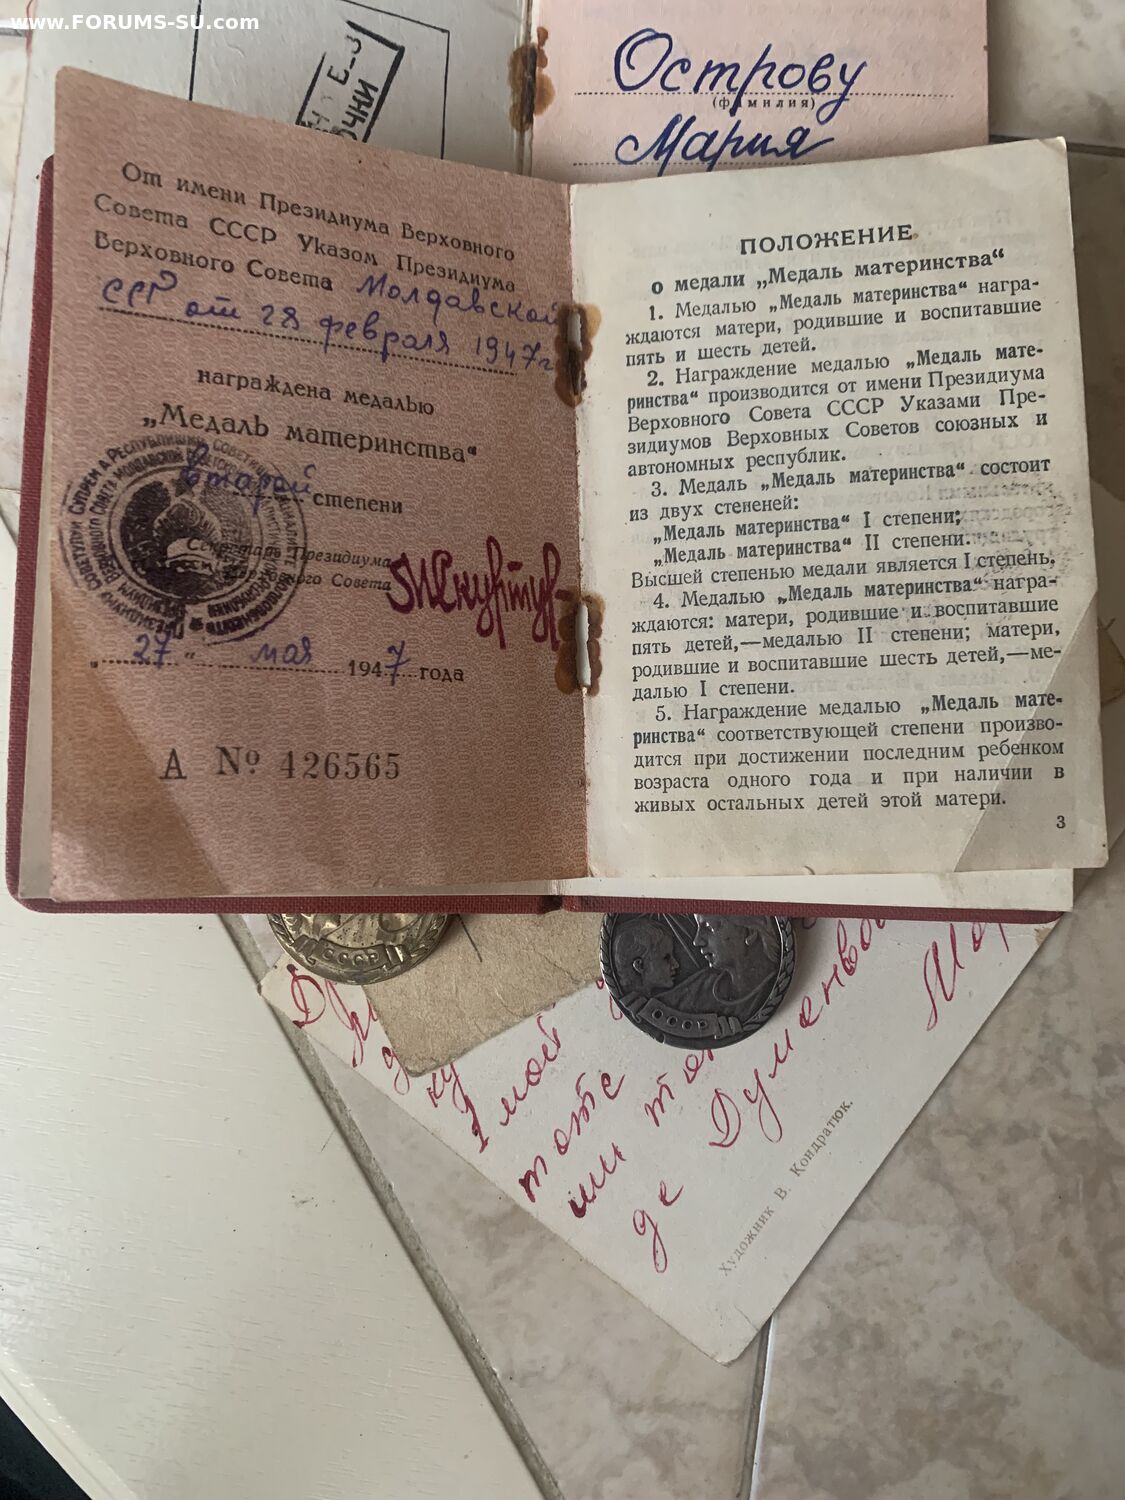 www.FORUMS-SU.com
Е-З
ЧКИ
Острову
(фамилия)
Мария
От имени Президиума Верховного
Совета СССР Указом Президиума
Верховного Совета Молдавской
ССР от 28 февраля 1947г
награждена медалью
„Медаль материнства“
Второй степени
Секретарь Президиума
Верховного Совета
„27“ мая 1947 года
А № 426565
ПОЛОЖЕНИЕ
о медали „Медаль материнства“
1. Медалью „Медаль материнства“ награ-
ждаются матери, родившие и воспитавшие
пять и шесть детей.
2. Награждение медалью „Медаль мате-
ринства“ производится от имени Президиума
Верховного Совета СССР Указами Пре-
зидиумов Верховных Советов союзных и
автономных республик.
3. Медаль „Медаль материнства“ состоит
из двух степеней:
„Медаль материнства“ I степени;
„Медаль материнства“ II степени.
Высшей степенью медали является I степень.
4. Медалью „Медаль материнства“ награ-
ждаются: матери, родившие и воспитавшие
пять детей,—медалью II степени; матери,
родившие и воспитавшие шесть детей,—ме-
далью I степени.
5. Награждение медалью „Медаль мате-
ринства“ соответствующей степени произво-
дится при достижении последним ребенком
возраста одного года и при наличии в
живых остальных детей этой матери.
3
СССР
СССР
Художник В. Кондратюк.